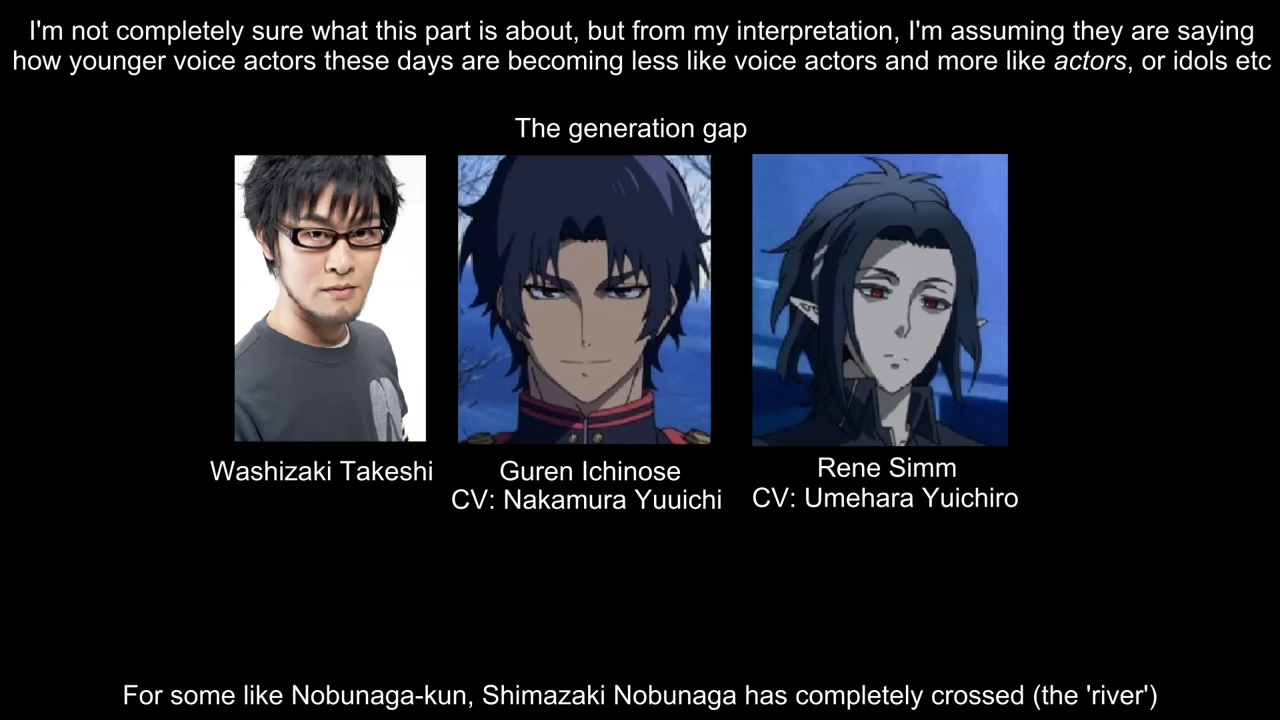 I'm not completely sure what this part is about, but from my interpretation, I'm assuming they are saying
how younger voice actors these days are becoming less like voice actors and more like actors, or idols etc
The generation gap
Washizaki Takeshi
Guren Ichinose
CV: Nakamura Yuuichi
Rene Simm
CV: Umehara Yuichiro
For some like Nobunaga-kun, Shimazaki Nobunaga has completely crossed (the 'river')